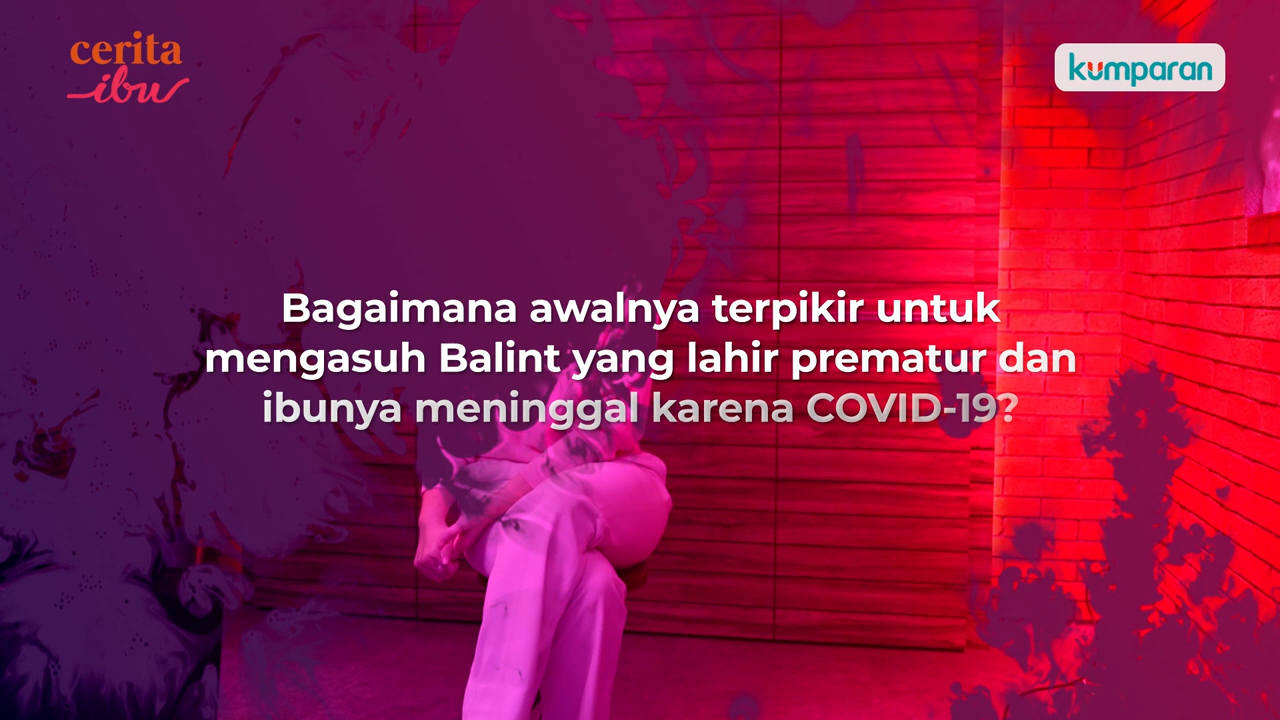 cerita
ibu
kumparan
Bagaimana awalnya terpikir untuk
mengasuh Balint yang lahir prematur dan
ibunya meninggal karena COVID-19?